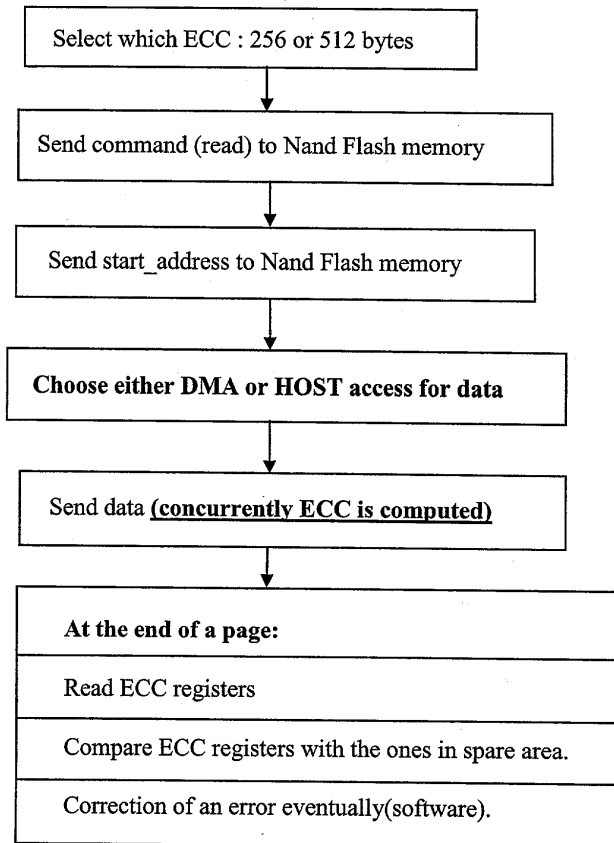 Select which ECC : 256 or 512 bytes
Send command (read) to Nand Flash memory
Send start_address to Nand Flash memory
Choose either DMA or HOST access for data
Send data (concurrently ECC is computed)
At the end of a page:
Read ECC registers
Compare ECC registers with the ones in spare area.
Correction of an error eventually(software).